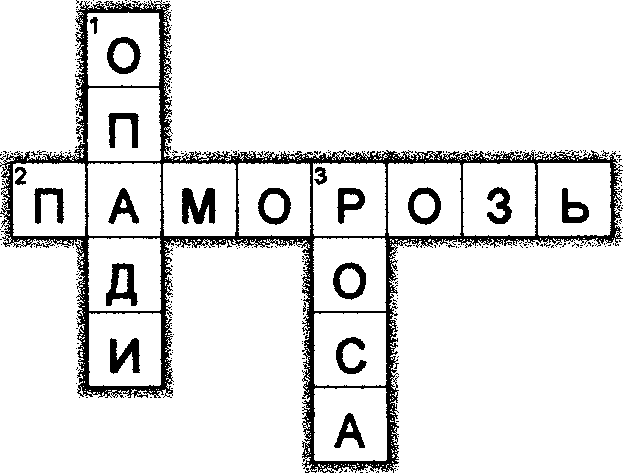 1 О
П
2 П А М О 3 Р О З Ь
Д О
И С
А